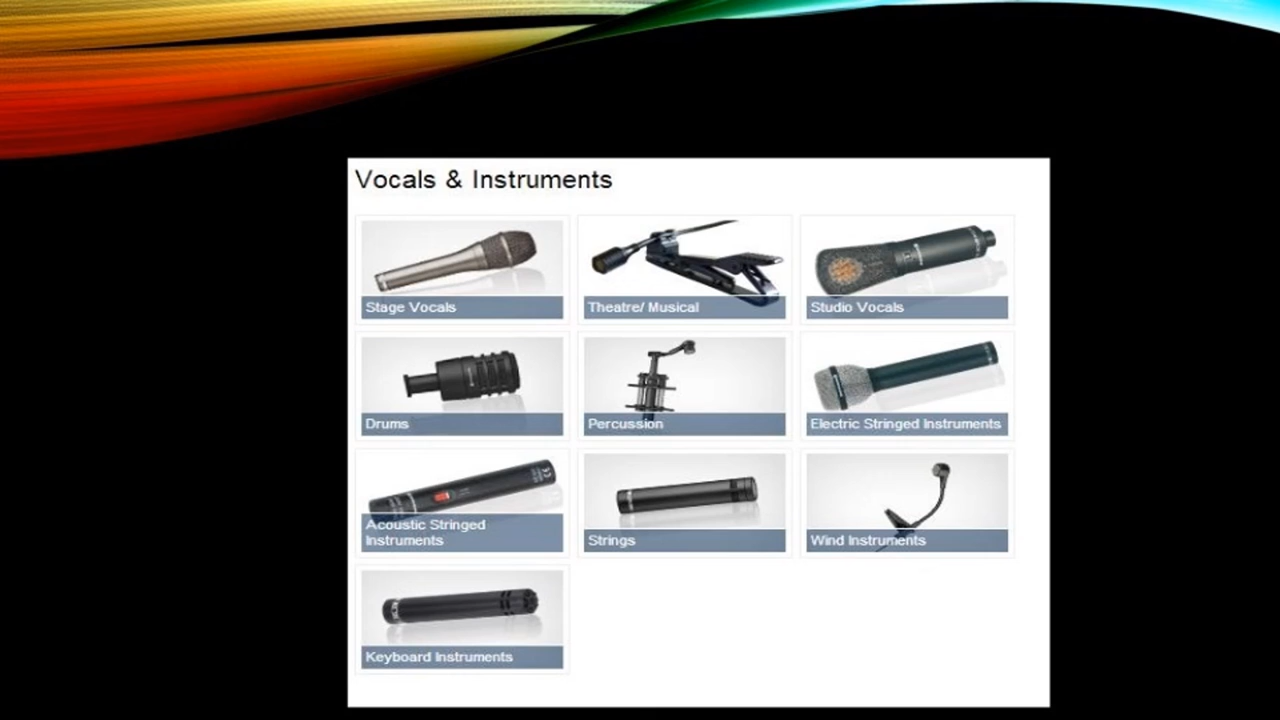 Vocals & Instruments
Stage Vocals
Theatre/ Musical
Studio Vocals
Drums
Percussion
Electric Stringed Instruments
Acoustic Stringed
Instruments
Strings
Wind Instruments
Keyboard Instruments